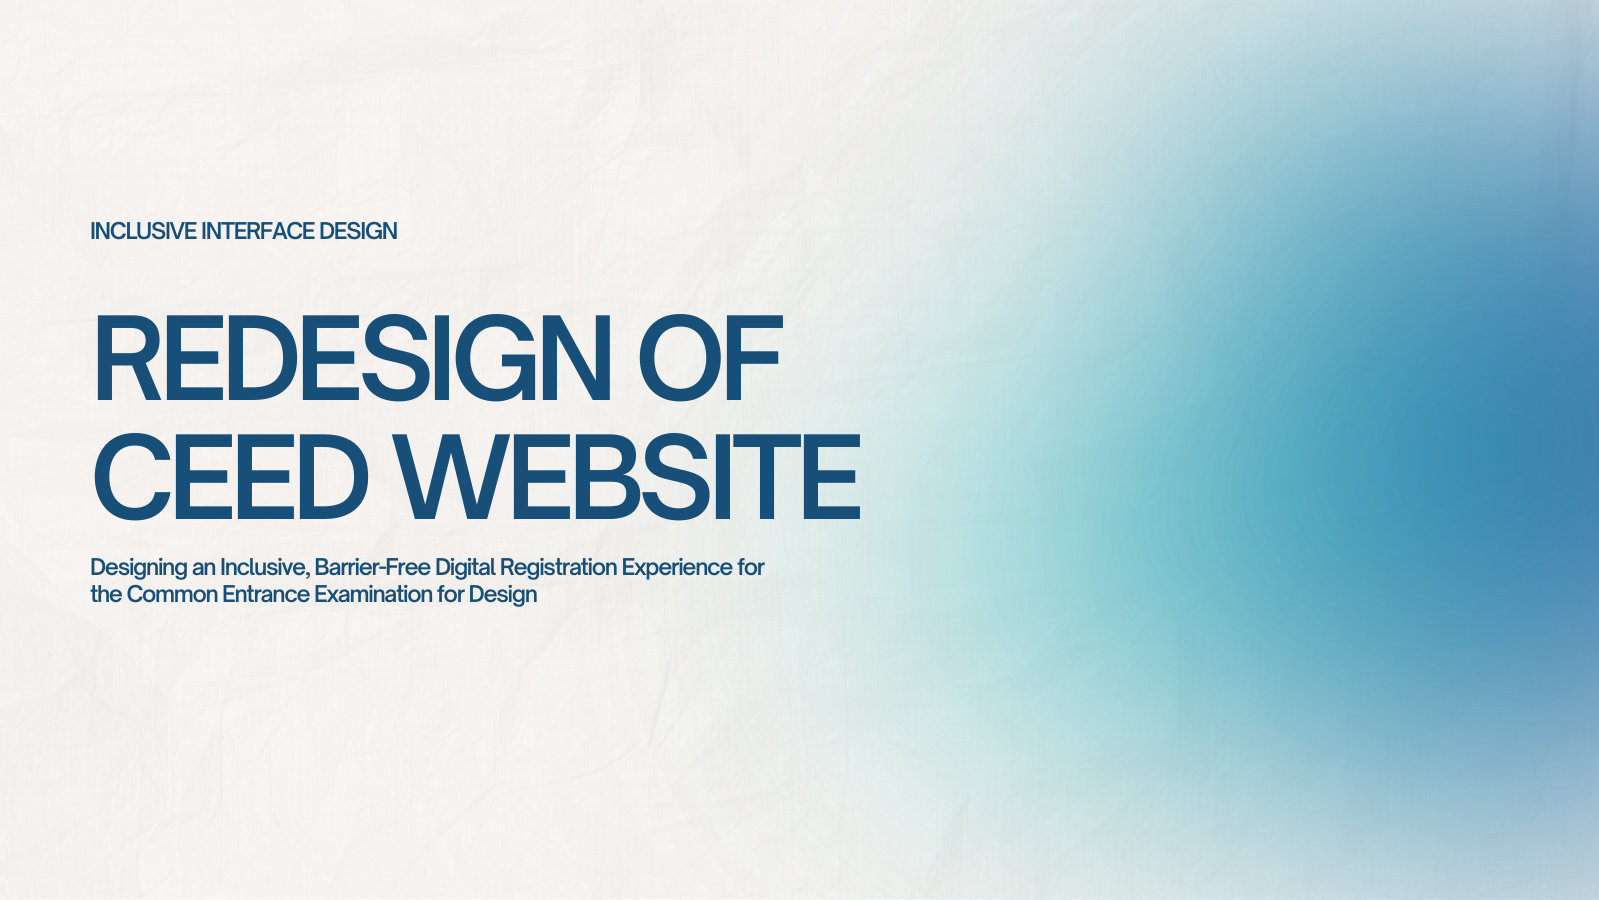 INCLUSIVE INTERFACE DESIGN
REDESIGN OF
CEED WEBSITE
Designing an Inclusive, Barrier-Free Digital Registration Experience for
the Common Entrance Examination for Design